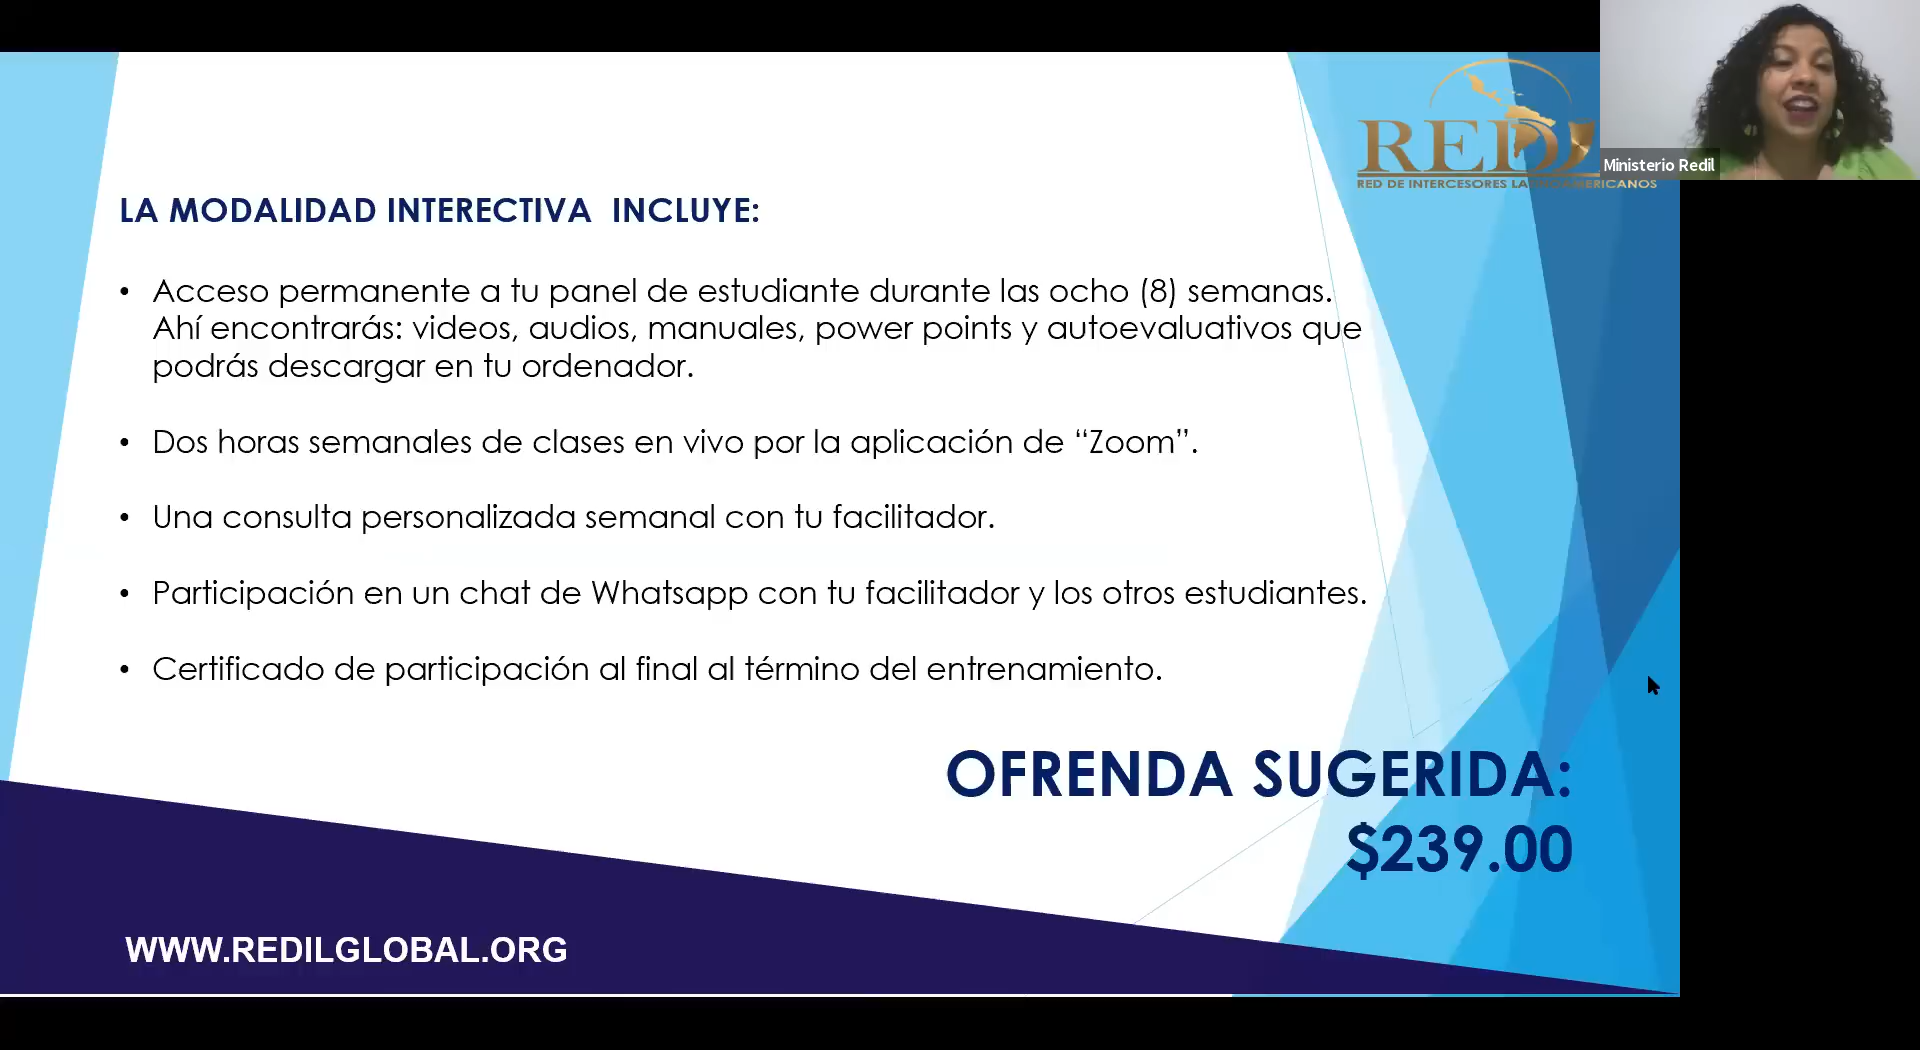 REDIL
RED DE INTERCESORES LATINOAMERICANOS
Ministerio Redil
LA MODALIDAD INTERECTIVA INCLUYE:
• Acceso permanente a tu panel de estudiante durante las ocho (8) semanas.
Ahí encontrarás: videos, audios, manuales, power points y autoevaluativos que
podrás descargar en tu ordenador.
• Dos horas semanales de clases en vivo por la aplicación de “Zoom”.
• Una consulta personalizada semanal con tu facilitador.
• Participación en un chat de Whatsapp con tu facilitador y los otros estudiantes.
• Certificado de participación al final al término del entrenamiento.
OFRENDA SUGERIDA:
$239.00
WWW.REDILGLOBAL.ORG